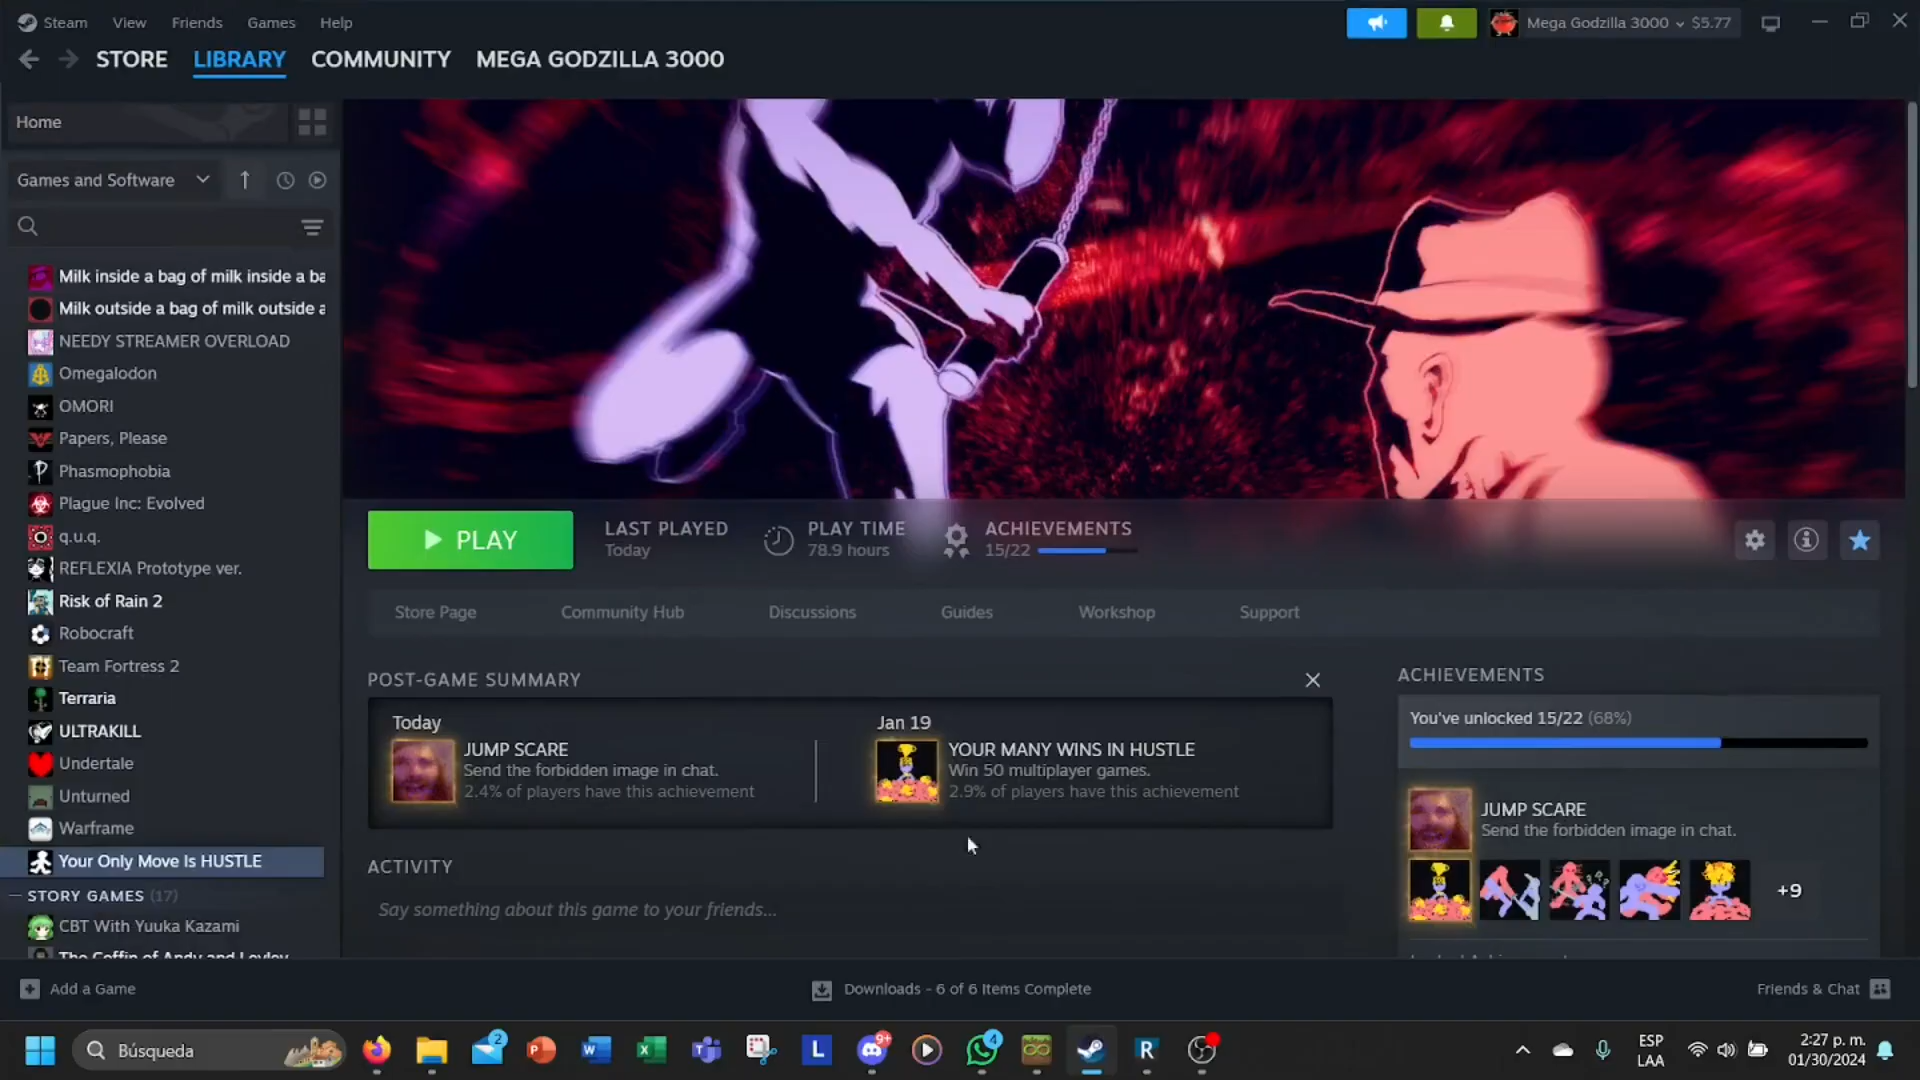 Steam View Friends Games Help
Mega Godzilla 3000 $5.77
STORE LIBRARY COMMUNITY MEGA GODZILLA 3000
Home
Games and Software
Milk inside a bag of milk inside a ba
Milk outside a bag of milk outside a
NEEDY STREAMER OVERLOAD
Omegalodon
OMORI
Papers, Please
Phasmophobia
Plague Inc: Evolved
q.u.q.
REFLEXIA Prototype ver.
Risk of Rain 2
Robocraft
Team Fortress 2
Terraria
ULTRAKILL
Undertale
Unturned
Warframe
Your Only Move Is HUSTLE
STORY GAMES (17)
CBT With Yuuka Kazami
The Coffin of Andy and Leyley
PLAY
LAST PLAYED
Today
PLAY TIME
78.9 hours
ACHIEVEMENTS
15/22
Store Page Community Hub Discussions Guides Workshop Support
POST-GAME SUMMARY
Today
JUMP SCARE
Send the forbidden image in chat.
2.4% of players have this achievement
Jan 19
YOUR MANY WINS IN HUSTLE
Win 50 multiplayer games.
2.9% of players have this achievement
ACTIVITY
Say something about this game to your friends...
ACHIEVEMENTS
You've unlocked 15/22 (68%)
JUMP SCARE
Send the forbidden image in chat.
+9
Add a Game
Downloads - 6 of 6 Items Complete
Friends & Chat
Búsqueda
2
L
9+
4
R
ESP
LAA
2:27 p. m.
01/30/2024